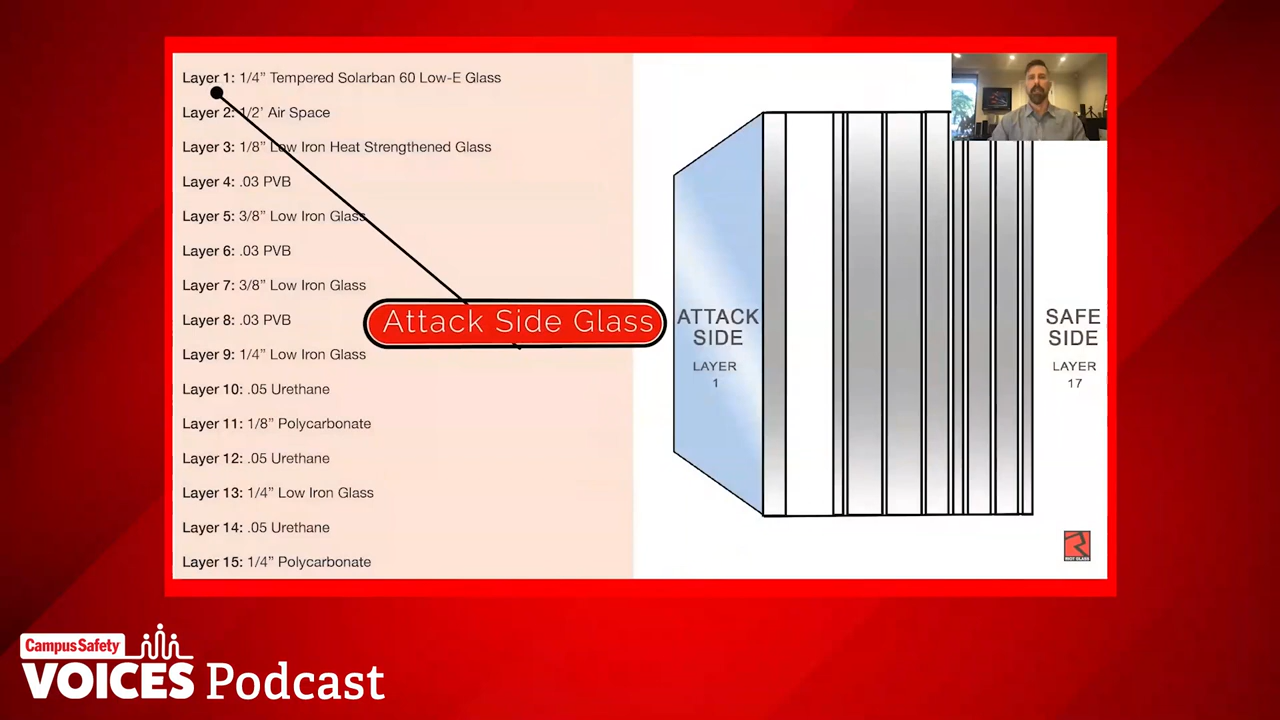 Layer 1: 1/4” Tempered Solarban 60 Low-E Glass
Layer 2: 1/2’ Air Space
Layer 3: 1/8” Low Iron Heat Strengthened Glass
Layer 4: .03 PVB
Layer 5: 3/8” Low Iron Glass
Layer 6: .03 PVB
Layer 7: 3/8” Low Iron Glass
Layer 8: .03 PVB
Layer 9: 1/4” Low Iron Glass
Layer 10: .05 Urethane
Layer 11: 1/8” Polycarbonate
Layer 12: .05 Urethane
Layer 13: 1/4” Low Iron Glass
Layer 14: .05 Urethane
Layer 15: 1/4” Polycarbonate
Attack Side Glass
ATTACK
SIDE
LAYER
1
SAFE
SIDE
LAYER
17
RIOT GLASS
CampusSafety
VOICES Podcast